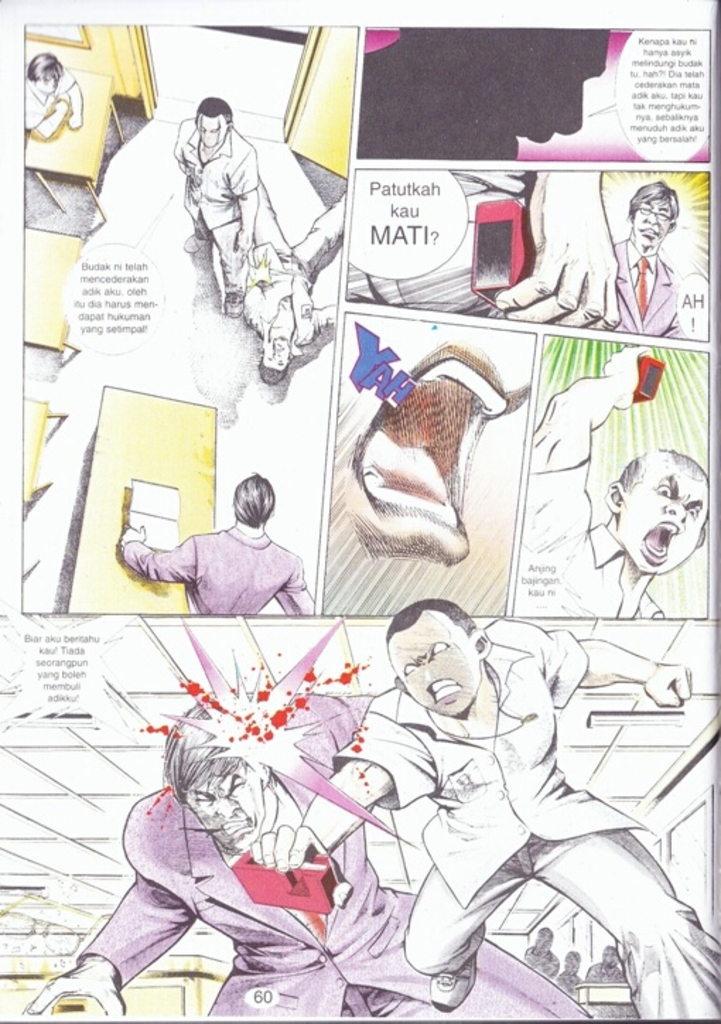 Budak ni telah
mencederakan
adik aku, oleh
itu dia harus men-
dapat hukuman
yang setimpal!
Kenapa kau ni
hanya asyik
melindungi budak
tu, hah?! Dia telah
cederakan mata
adik aku, tapi kau
tak menghukum-
nya, sebaliknya
menuduh adik aku
yang bersalah!
Patutkah
kau
MATI?
AH
!
YAH
Anjing
bajingan,
kau ni
....
Biar aku beritahu
kau! Tiada
seorangpun
yang boleh
membuli
adikku!
60